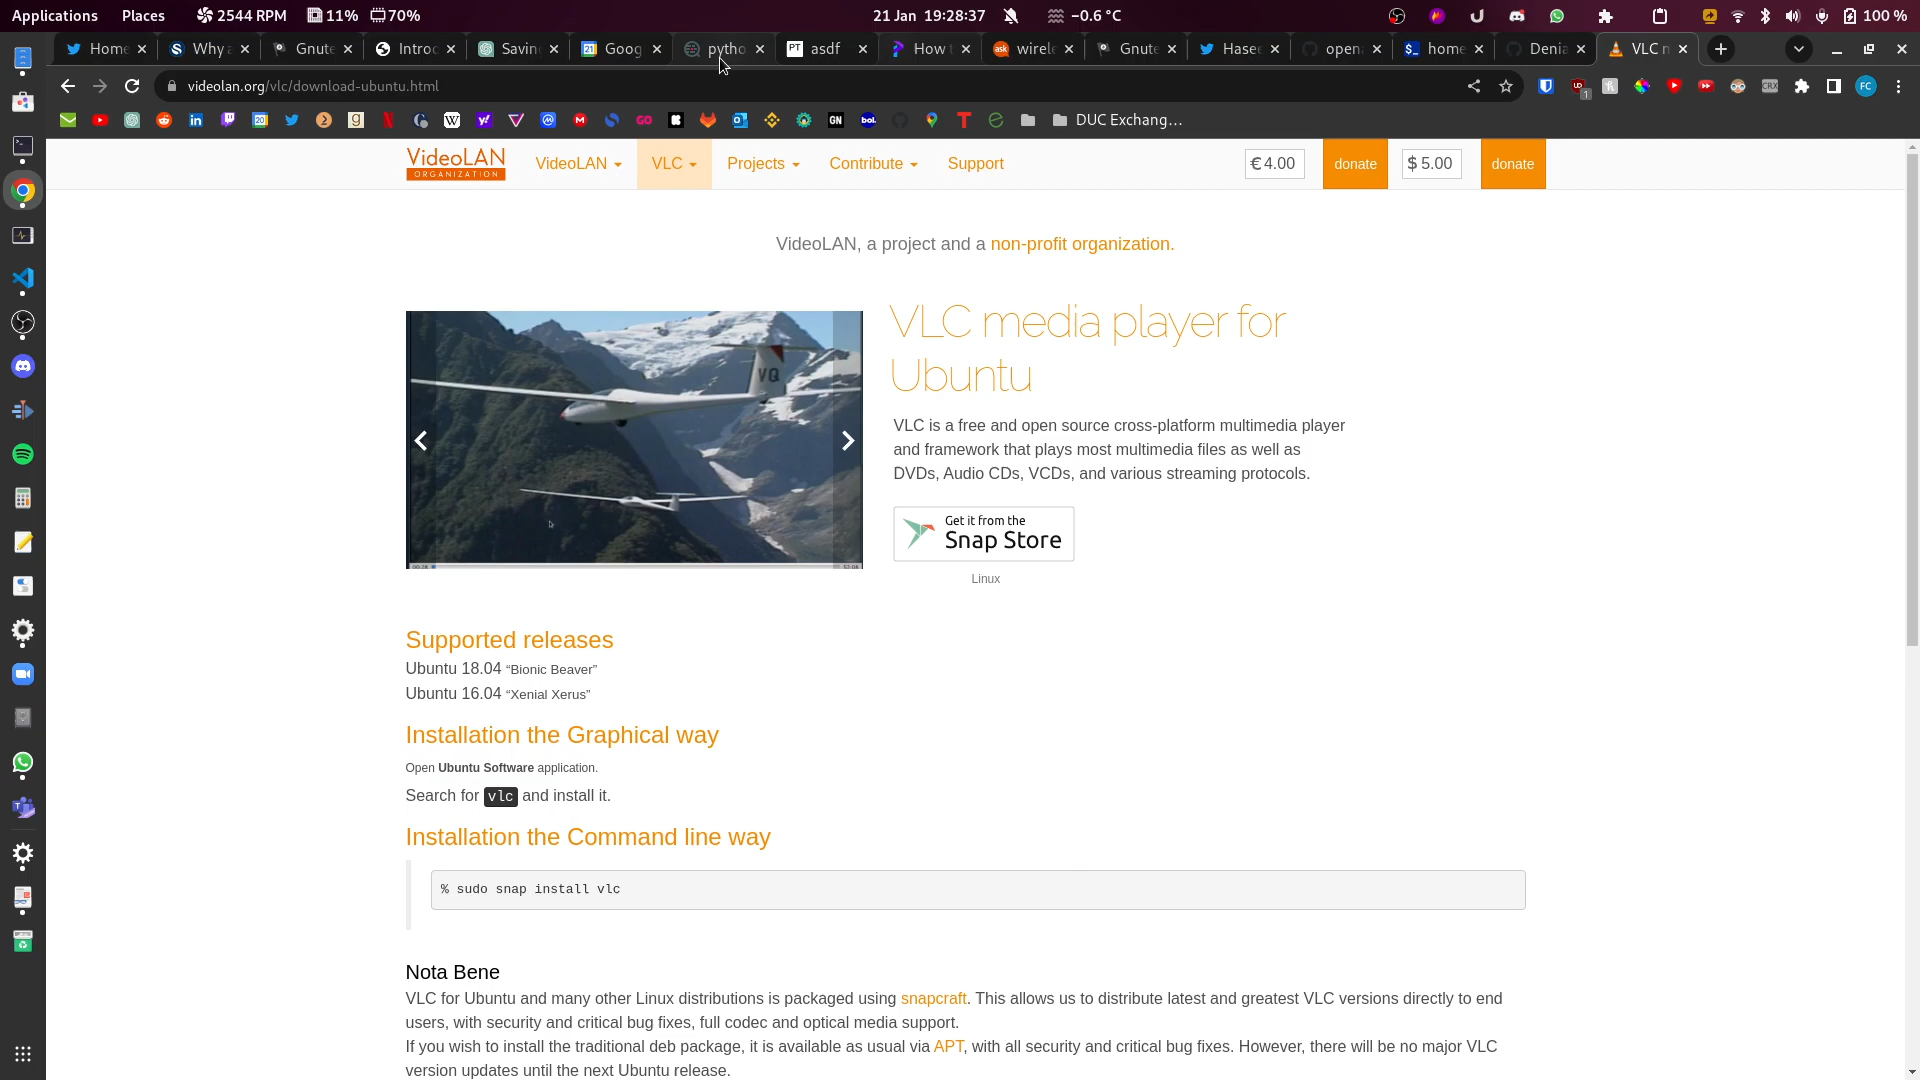 Applications Places 2544 RPM 11% 70% 21 Jan 19:28:37 −0.6 °C 100 %
Home Why a Gnute Introd Savin Goog pytho asdf How t wirele Gnute Hasee opena home Denia VLC m
videolan.org/vlc/download-ubuntu.html
DUC Exchang…
VideoLAN
ORGANIZATION
VideoLAN VLC Projects Contribute Support € 4.00 donate $ 5.00 donate
VideoLAN, a project and a non-profit organization.
VQ
VLC media player for
Ubuntu
VLC is a free and open source cross-platform multimedia player
and framework that plays most multimedia files as well as
DVDs, Audio CDs, VCDs, and various streaming protocols.
Get it from the
Snap Store
Linux
Supported releases
Ubuntu 18.04 “Bionic Beaver”
Ubuntu 16.04 “Xenial Xerus”
Installation the Graphical way
Open Ubuntu Software application.
Search for vlc and install it.
Installation the Command line way
% sudo snap install vlc
Nota Bene
VLC for Ubuntu and many other Linux distributions is packaged using snapcraft. This allows us to distribute latest and greatest VLC versions directly to end
users, with security and critical bug fixes, full codec and optical media support.
If you wish to install the traditional deb package, it is available as usual via APT, with all security and critical bug fixes. However, there will be no major VLC
version updates until the next Ubuntu release.